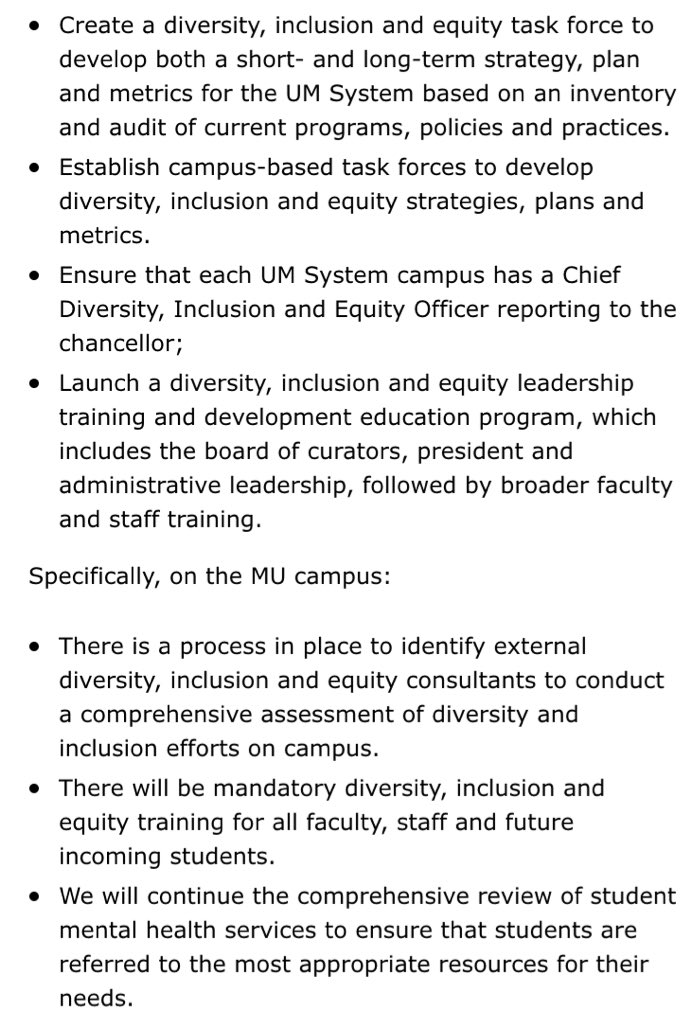 • Create a diversity, inclusion and equity task force to
develop both a short- and long-term strategy, plan
and metrics for the UM System based on an inventory
and audit of current programs, policies and practices.
• Establish campus-based task forces to develop
diversity, inclusion and equity strategies, plans and
metrics.
• Ensure that each UM System campus has a Chief
Diversity, Inclusion and Equity Officer reporting to the
chancellor;
• Launch a diversity, inclusion and equity leadership
training and development education program, which
includes the board of curators, president and
administrative leadership, followed by broader faculty
and staff training.
Specifically, on the MU campus:
• There is a process in place to identify external
diversity, inclusion and equity consultants to conduct
a comprehensive assessment of diversity and
inclusion efforts on campus.
• There will be mandatory diversity, inclusion and
equity training for all faculty, staff and future
incoming students.
• We will continue the comprehensive review of student
mental health services to ensure that students are
referred to the most appropriate resources for their
needs.